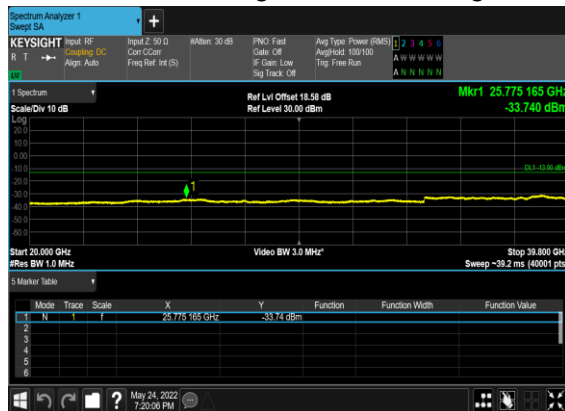 Spectrum Analyzer 1
Swept SA
+
KEYSIGHT Input: RF Input Z: 50 Ω #Atten: 30 dB PNO: Fast Avg Type: Power (RMS) 1 2 3 4 5 6
R T Coupling: DC Corr CCorr Gate: Off Avg|Hold: 100/100 A W W W W W
Align: Auto Freq Ref: Int (S) IF Gain: Low Trig: Free Run
Sig Track: Off A N N N N N
LW
1 Spectrum Ref Lvl Offset 18.58 dB Mkr1 25.775 165 GHz
Scale/Div 10 dB Ref Level 30.00 dBm -33.740 dBm
Log
20.0
10.0
0.00
-10.0 DL1 -13.00 dBm
-20.0 1
-30.0
-40.0
-50.0
-60.0
Start 20.000 GHz Video BW 3.0 MHz* Stop 39.800 GHz
#Res BW 1.0 MHz Sweep ~39.2 ms (40001 pts)
5 Marker Table
Mode Trace Scale X Y Function Function Width Function Value
1 N 1 f 25.775 165 GHz -33.74 dBm
2
3
4
5
6
? May 24, 2022
7:20:06 PM